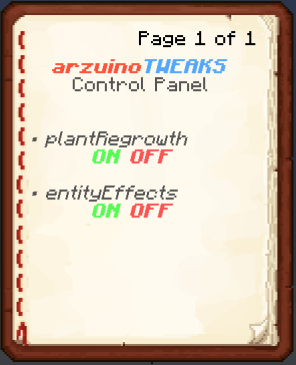 Page 1 of 1
arzuinoTWEAKS
Control Panel
• plantRegrowth
ON OFF
• entityEffects
ON OFF